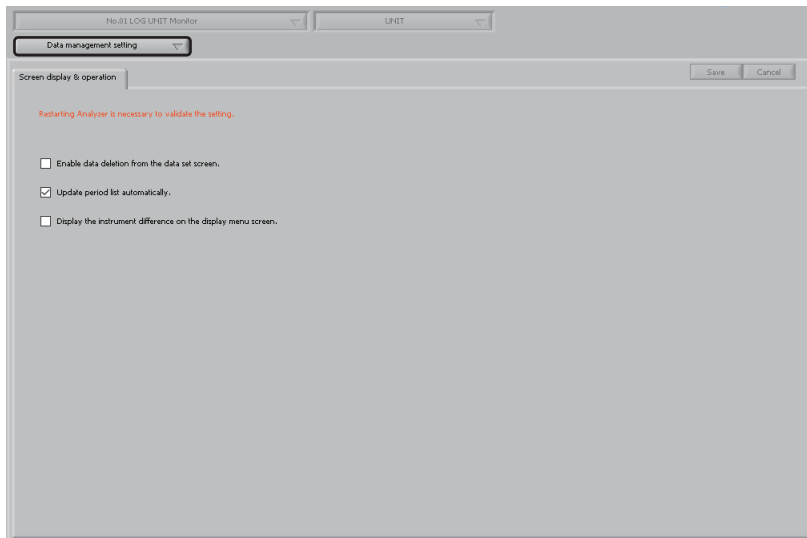 No.01 LOG UNIT Monitor
UNIT
Data management setting
Screen display & operation
Save
Cancel
Restarting Analyzer is necessary to validate the setting.
Enable data deletion from the data set screen.
Update period list automatically.
Display the instrument difference on the display menu screen.